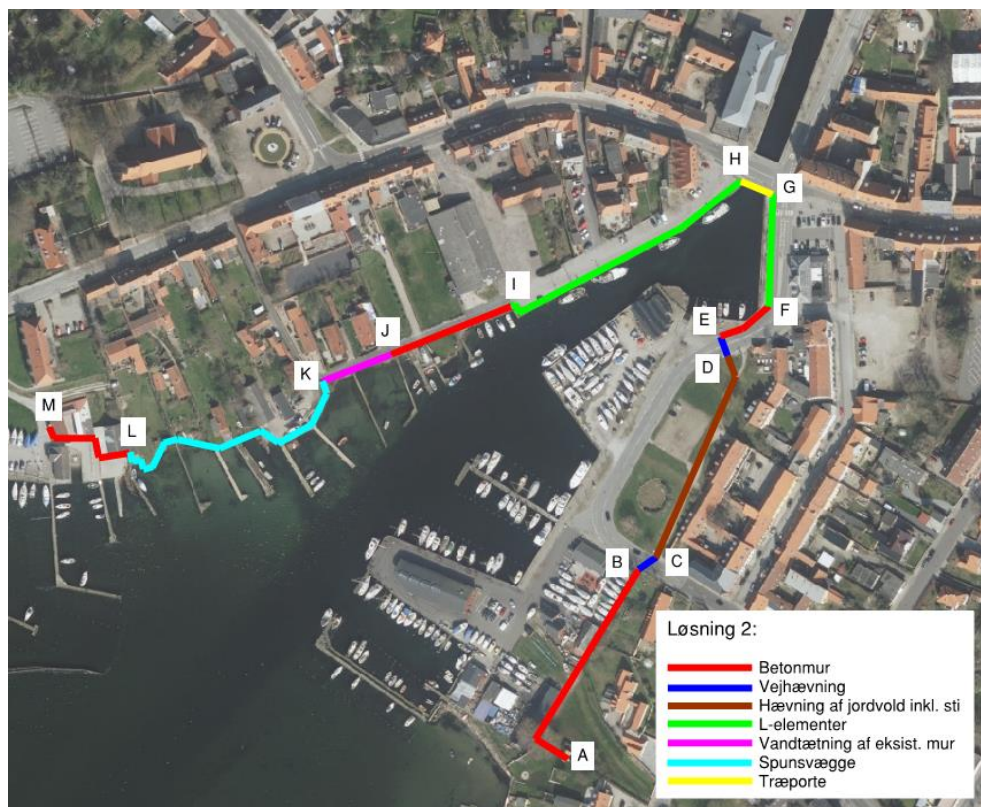 H
G
I
F
E
J
D
K
M
L
B
C
A
Løsning 2:
Betonmur
Vejhævning
Hævning af jordvold inkl. sti
L-elementer
Vandtætning af eksist. mur
Spunsvægge
Træporte